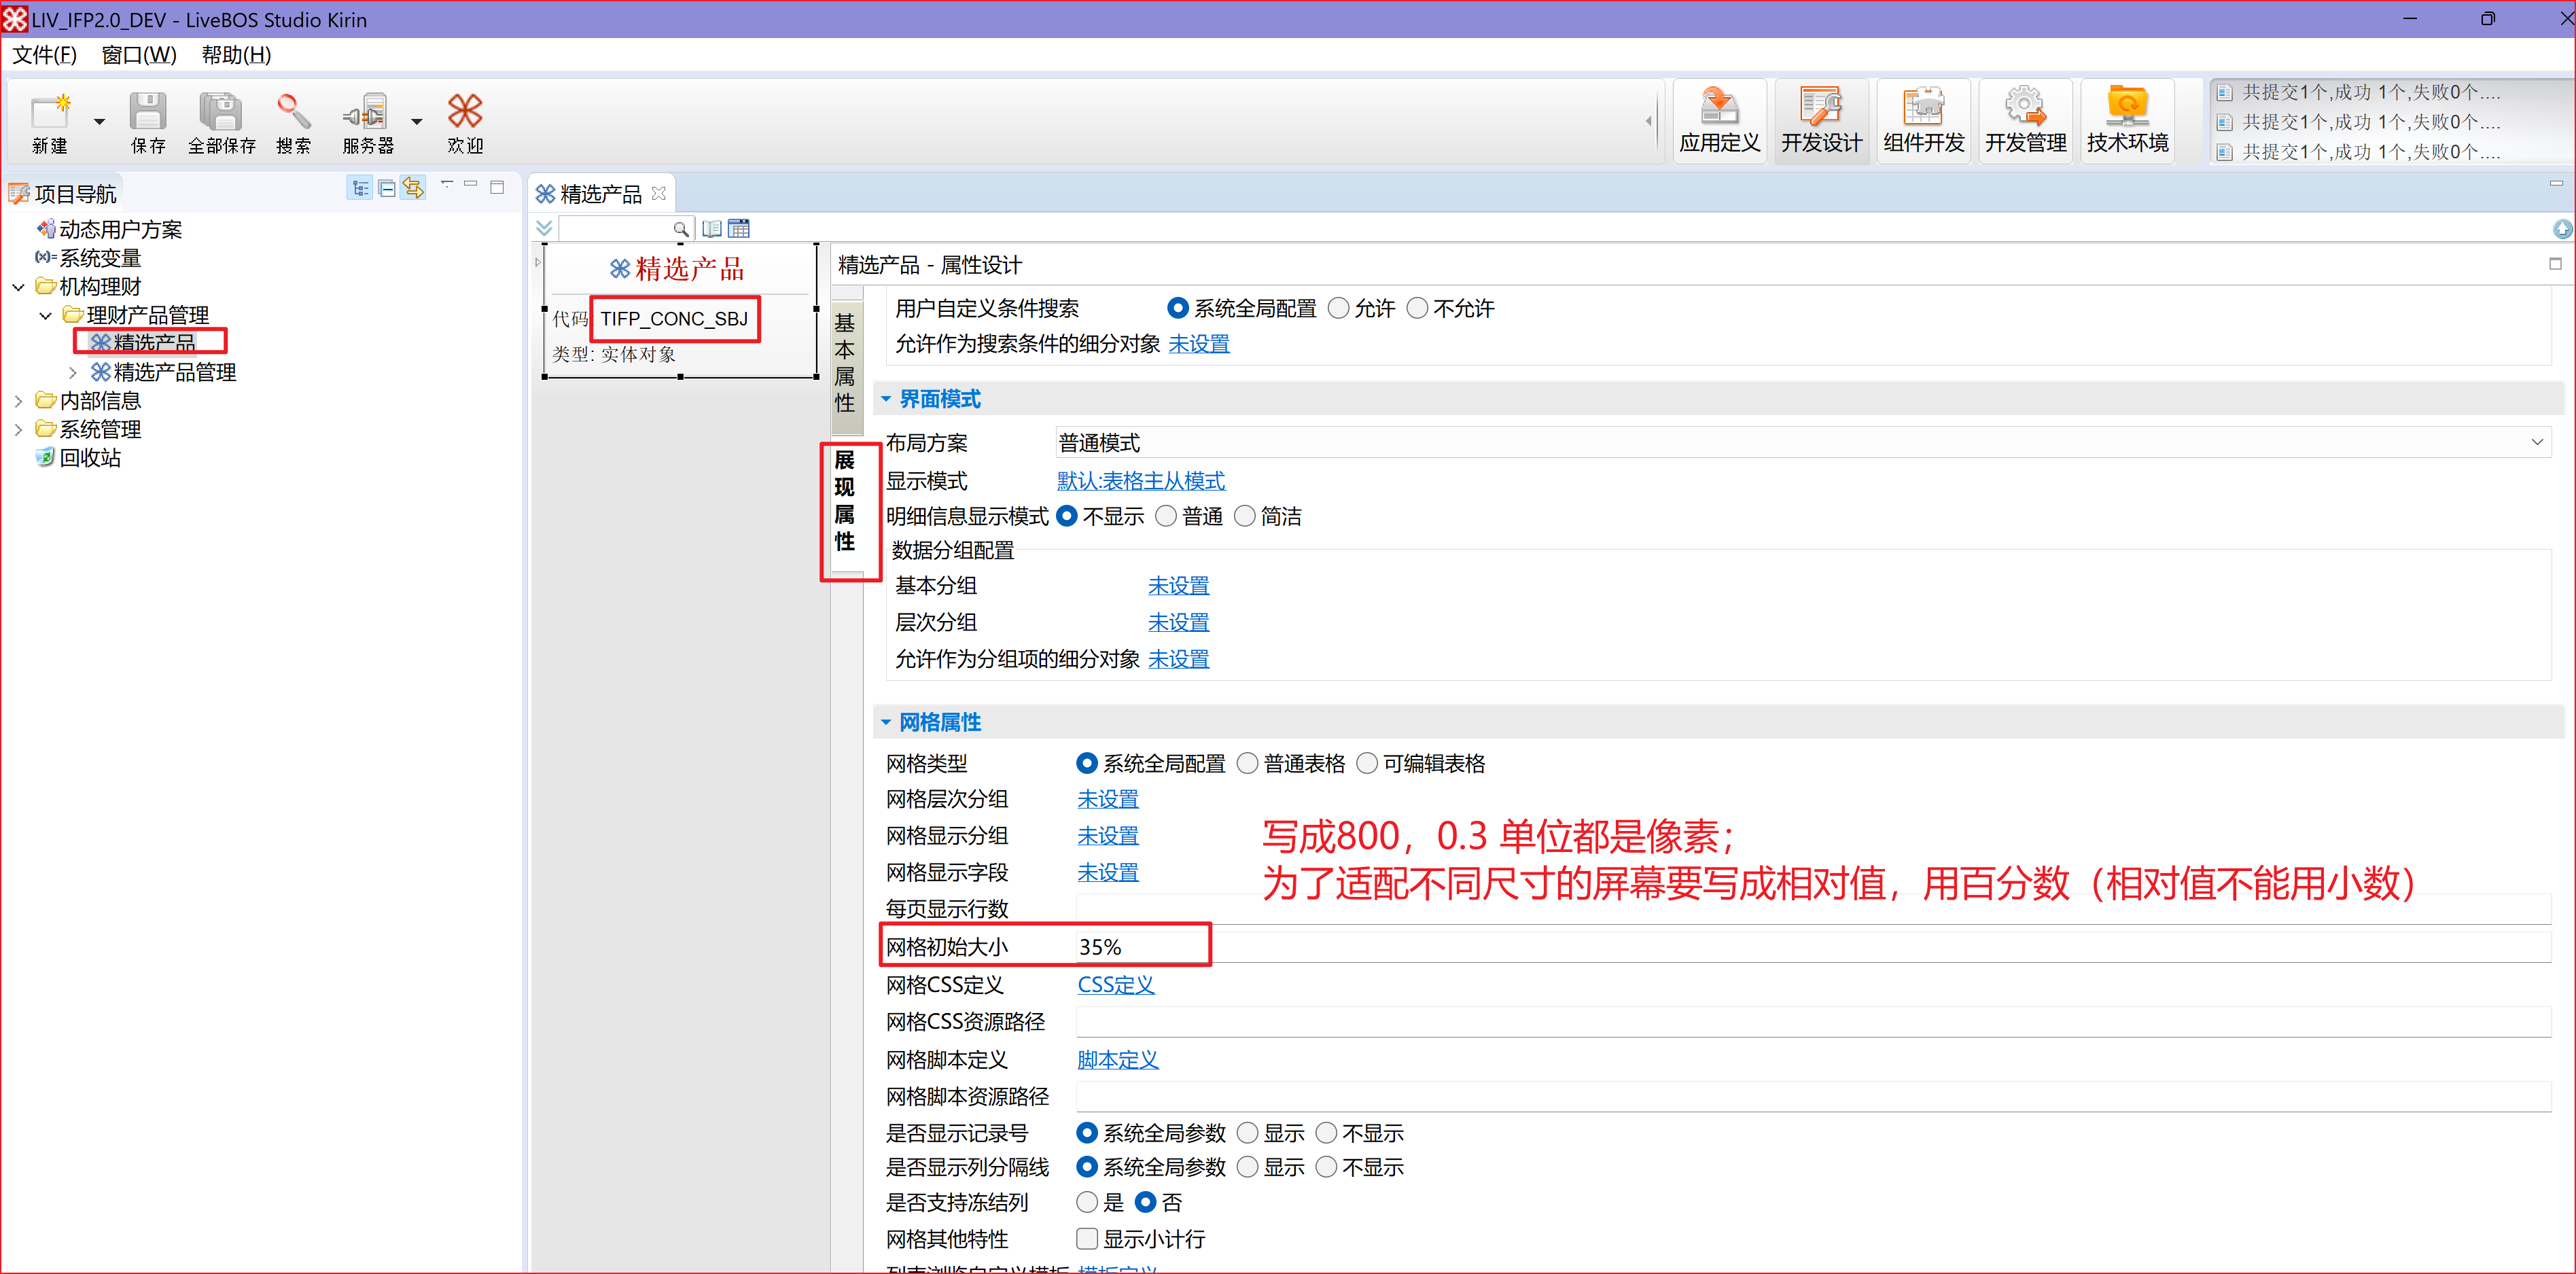 LIV_IFP2.0_DEV - LiveBOS Studio Kirin
文件(F) 窗口(W) 帮助(H)
新建 保存 全部保存 搜索 服务器 欢迎
应用定义 开发设计 组件开发 开发管理 技术环境
共提交1个,成功 1个,失败0个....
共提交1个,成功 1个,失败0个....
共提交1个,成功 1个,失败0个....
项目导航
动态用户方案
(x)= 系统变量
机构理财
理财产品管理
精选产品
精选产品管理
内部信息
系统管理
回收站
精选产品
精选产品
代码: TIFP_CONC_SBJ
类型: 实体对象
精选产品 - 属性设计
基本属性
展现属性
用户自定义条件搜索 系统全局配置 允许 不允许
允许作为搜索条件的细分对象 未设置
界面模式
布局方案 普通模式
显示模式 默认:表格主从模式
明细信息显示模式 不显示 普通 简洁
数据分组配置
基本分组 未设置
层次分组 未设置
允许作为分组项的细分对象 未设置
网格属性
网格类型 系统全局配置 普通表格 可编辑表格
网格层次分组 未设置
网格显示分组 未设置
网格显示字段 未设置
写成800，0.3 单位都是像素；
为了适配不同尺寸的屏幕要写成相对值，用百分数（相对值不能用小数）
每页显示行数
网格初始大小 35%
网格CSS定义 CSS定义
网格CSS资源路径
网格脚本定义 脚本定义
网格脚本资源路径
是否显示记录号 系统全局参数 显示 不显示
是否显示列分隔线 系统全局参数 显示 不显示
是否支持冻结列 是 否
网格其他特性 显示小计行